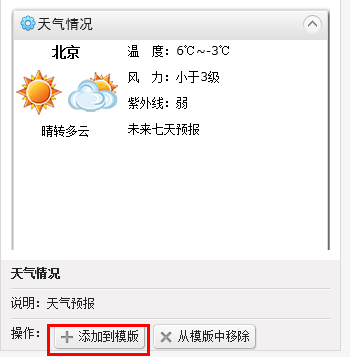 天气情况
北京
温　度：6℃~-3℃
风　力：小于3级
紫外线：弱
晴转多云
未来七天预报
天气情况
说明：天气预报
操作： 添加到模版 从模版中移除